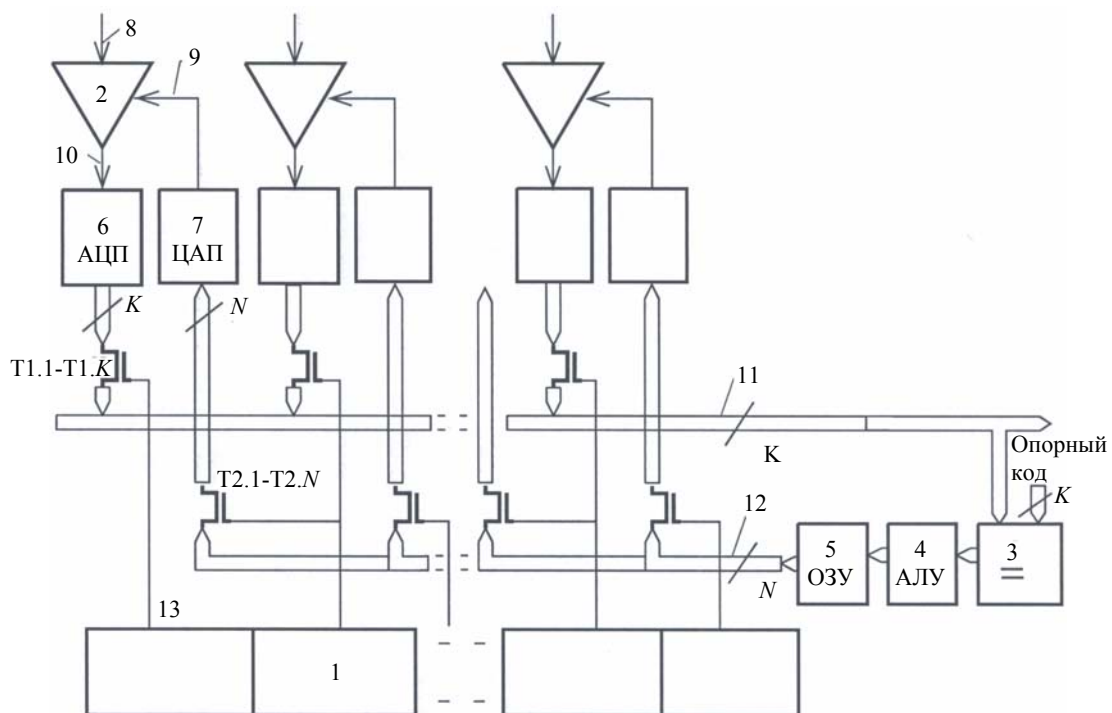 8
9
2
10
6
АЦП
7
ЦАП
K
N
T1.1-T1.K
11
K
Опорный
код
K
T2.1-T2.N
12
N
5
ОЗУ
4
АЛУ
3
=
13
1